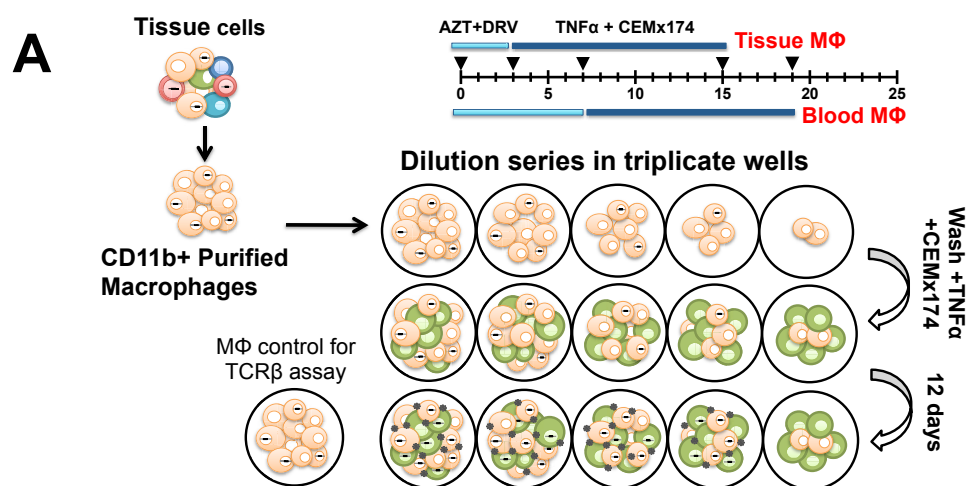 A
Tissue cells
AZT+DRV
TNFα + CEMx174
Tissue MΦ
0 5 10 15 20 25
Blood MΦ
Dilution series in triplicate wells
CD11b+ Purified
Macrophages
Wash +TNFα
+CEMx174
MΦ control for
TCRβ assay
12 days